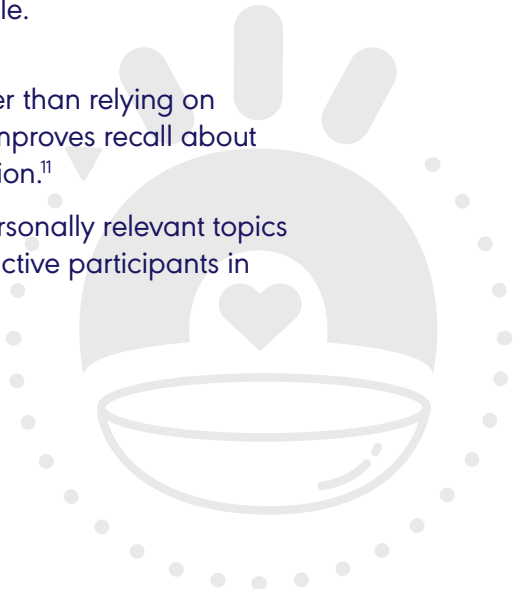 le.
er than relying on
mproves recall about
ion.11
rsonally relevant topics
ctive participants in